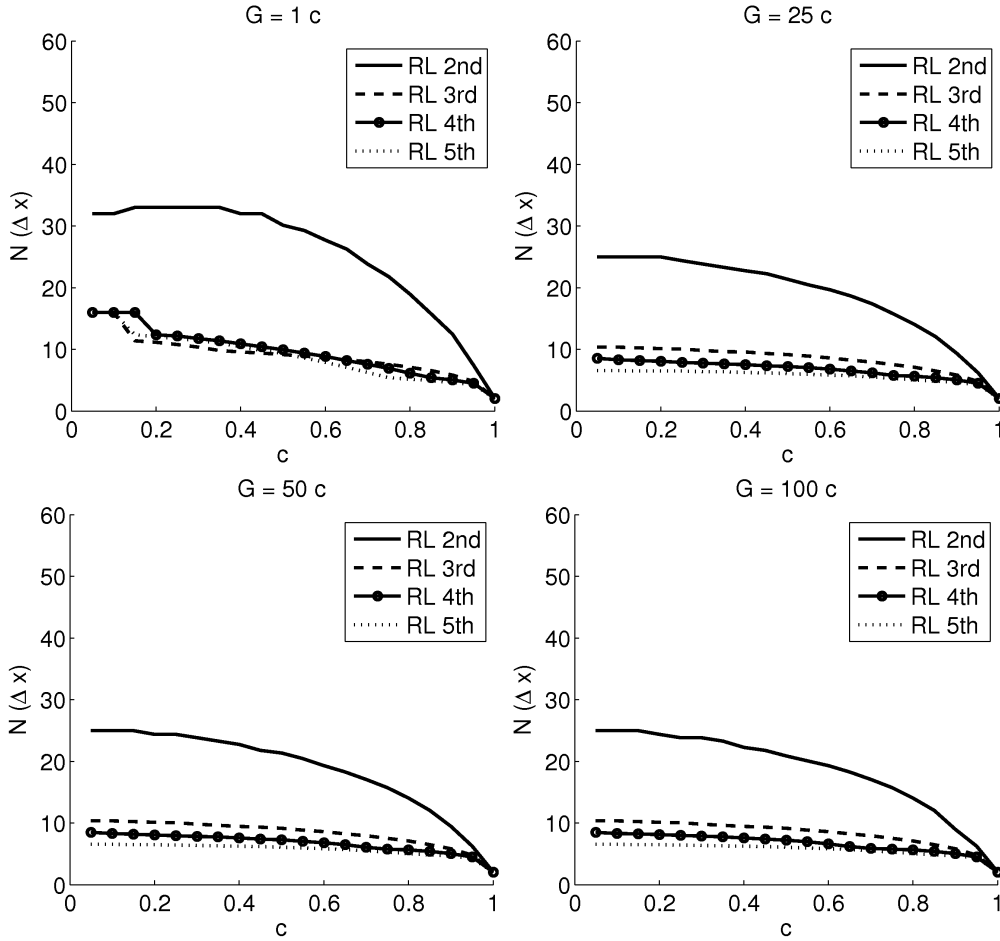 G = 1 c
60
50
40
30
20
10
0
N (Δ x)
RL 2nd
RL 3rd
RL 4th
RL 5th
0 0.2 0.4 0.6 0.8 1
c
G = 25 c
60
50
40
30
20
10
0
N (Δ x)
RL 2nd
RL 3rd
RL 4th
RL 5th
0 0.2 0.4 0.6 0.8 1
c
G = 50 c
60
50
40
30
20
10
0
N (Δ x)
RL 2nd
RL 3rd
RL 4th
RL 5th
0 0.2 0.4 0.6 0.8 1
c
G = 100 c
60
50
40
30
20
10
0
N (Δ x)
RL 2nd
RL 3rd
RL 4th
RL 5th
0 0.2 0.4 0.6 0.8 1
c